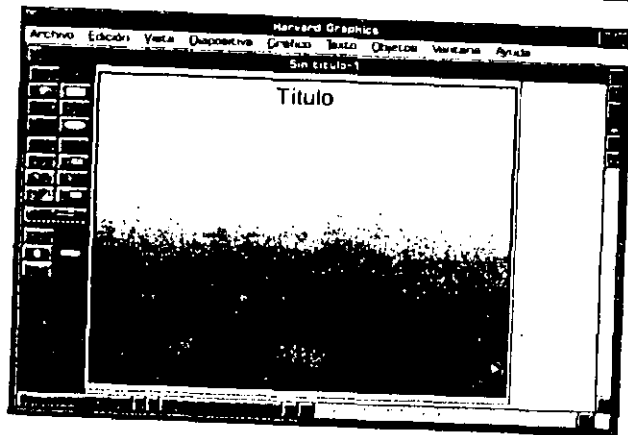 Harvard Graphics
Archivo Edición Vista Diapositiva Gráfico Texto Objetos Ventana Ayuda
Sin título-1
Título